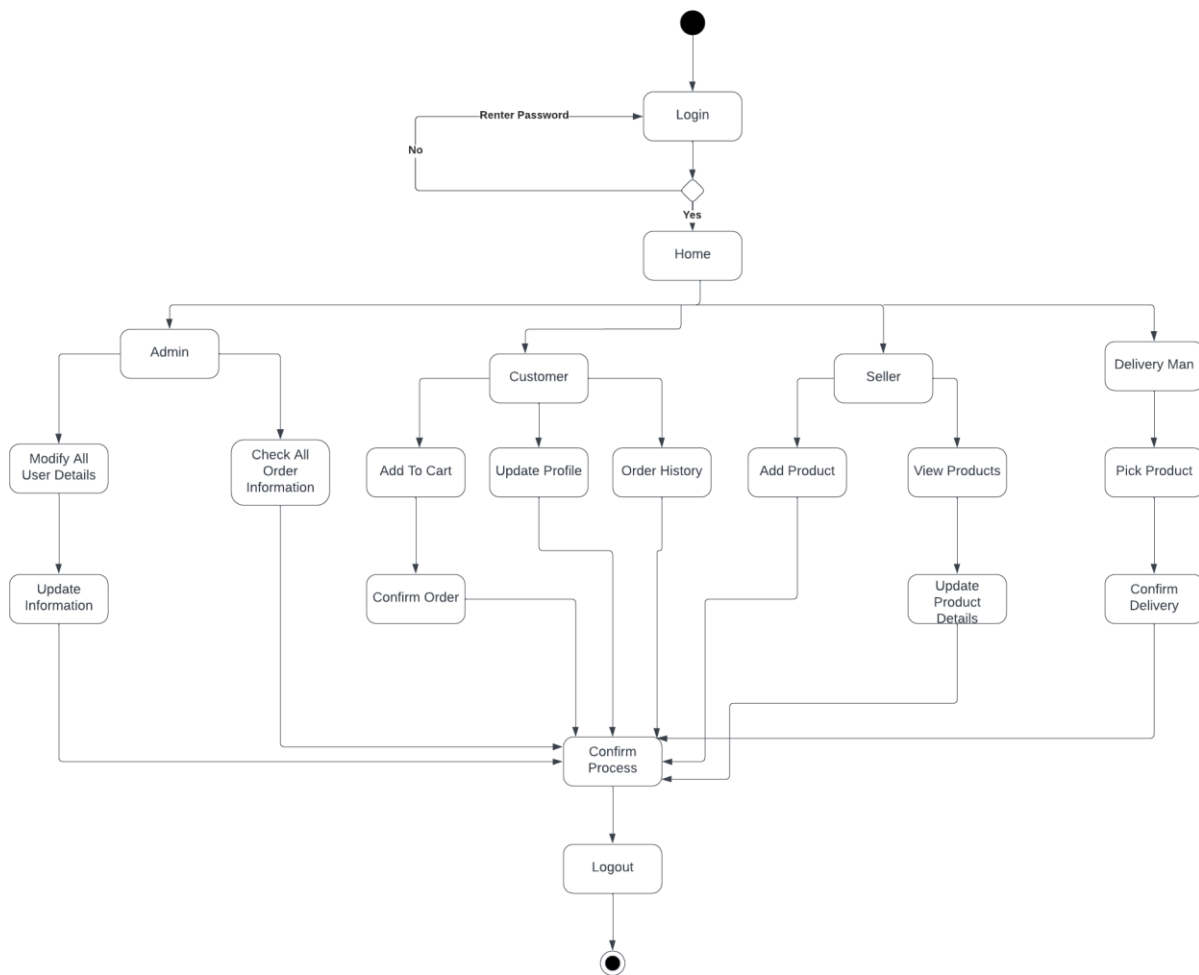 Login
Renter Password
No
Yes
Home
Admin
Customer
Seller
Delivery Man
Modify All
User Details
Check All
Order
Information
Add To Cart
Update Profile
Order History
Add Product
View Products
Pick Product
Update
Information
Confirm Order
Update
Product
Details
Confirm
Delivery
Confirm
Process
Logout